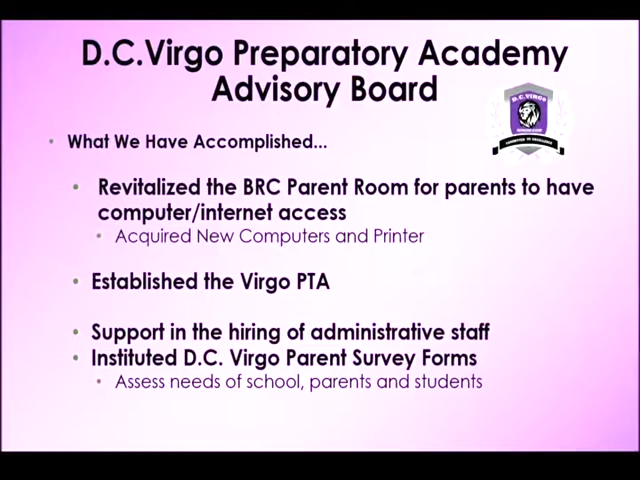 D.C.Virgo Preparatory Academy
Advisory Board
D.C. VIRGO
• What We Have Accomplished...
• Revitalized the BRC Parent Room for parents to have
computer/internet access
• Acquired New Computers and Printer
• Established the Virgo PTA
• Support in the hiring of administrative staff
• Instituted D.C. Virgo Parent Survey Forms
• Assess needs of school, parents and students